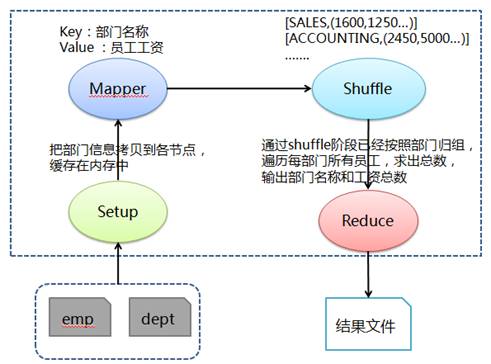 Key：部门名称
Value ：员工工资
[SALES,(1600,1250...)]
[ACCOUNTING,(2450,5000...)]
.......
Mapper
Shuffle
把部门信息拷贝到各节点，
缓存在内存中
通过shuffle阶段已经按照部门归组，
遍历每部门所有员工，求出总数，
输出部门名称和工资总数
Setup
Reduce
emp
dept
结果文件